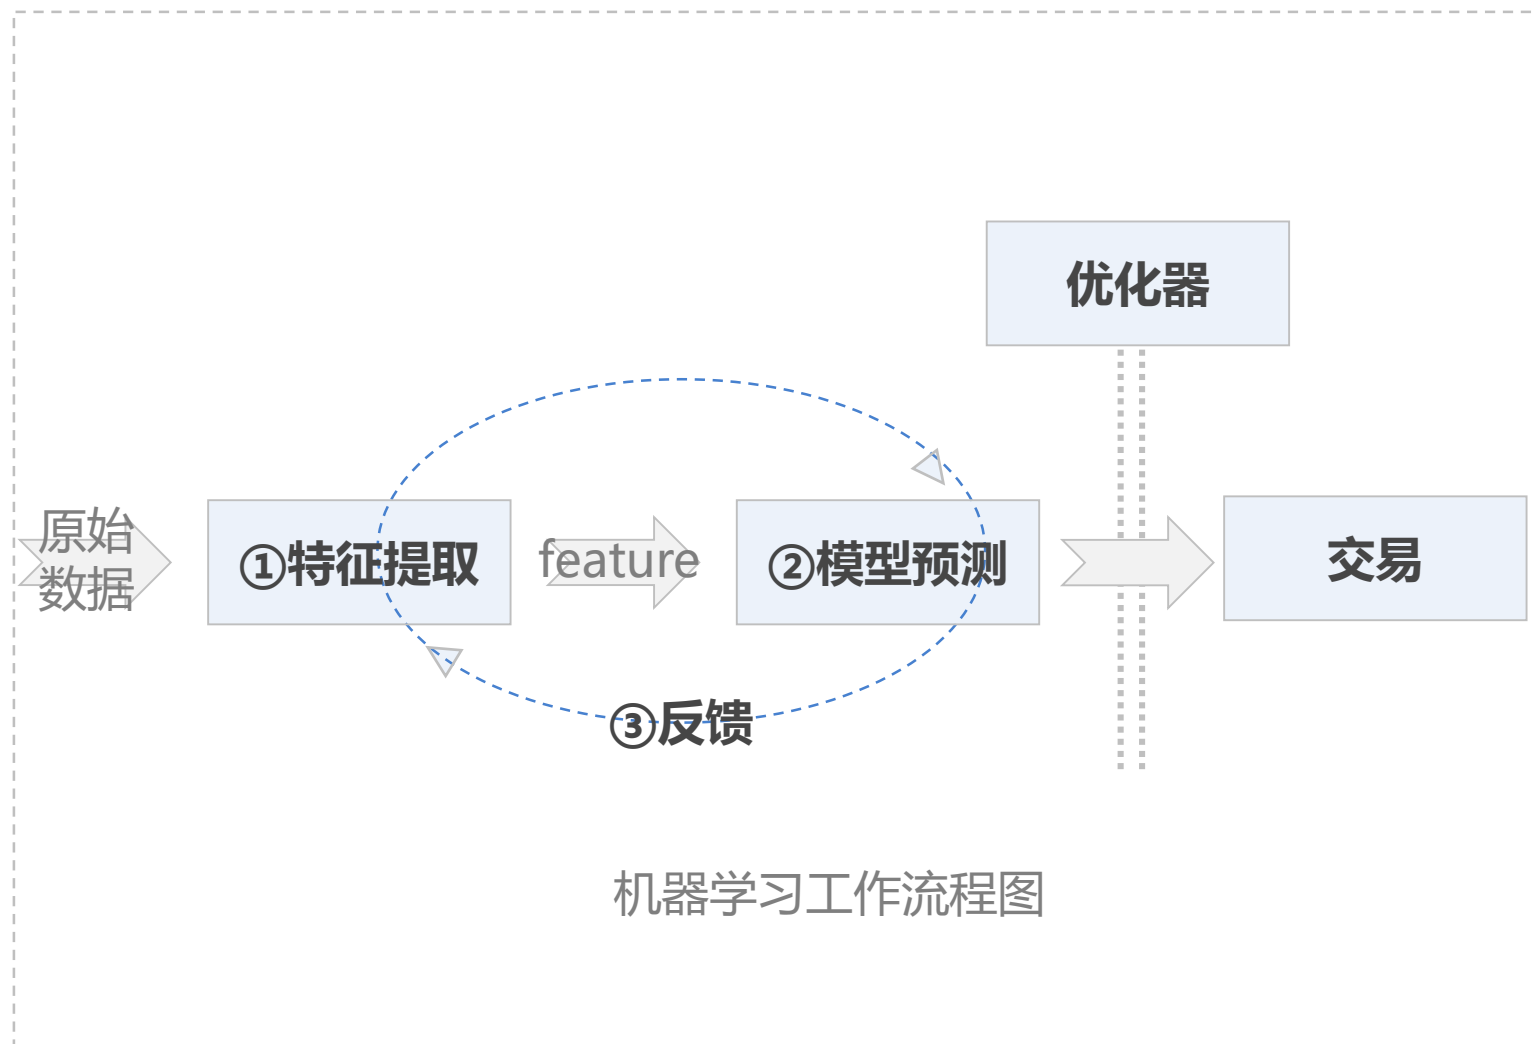 优化器
原始
数据
①特征提取
feature
②模型预测
交易
③反馈
机器学习工作流程图